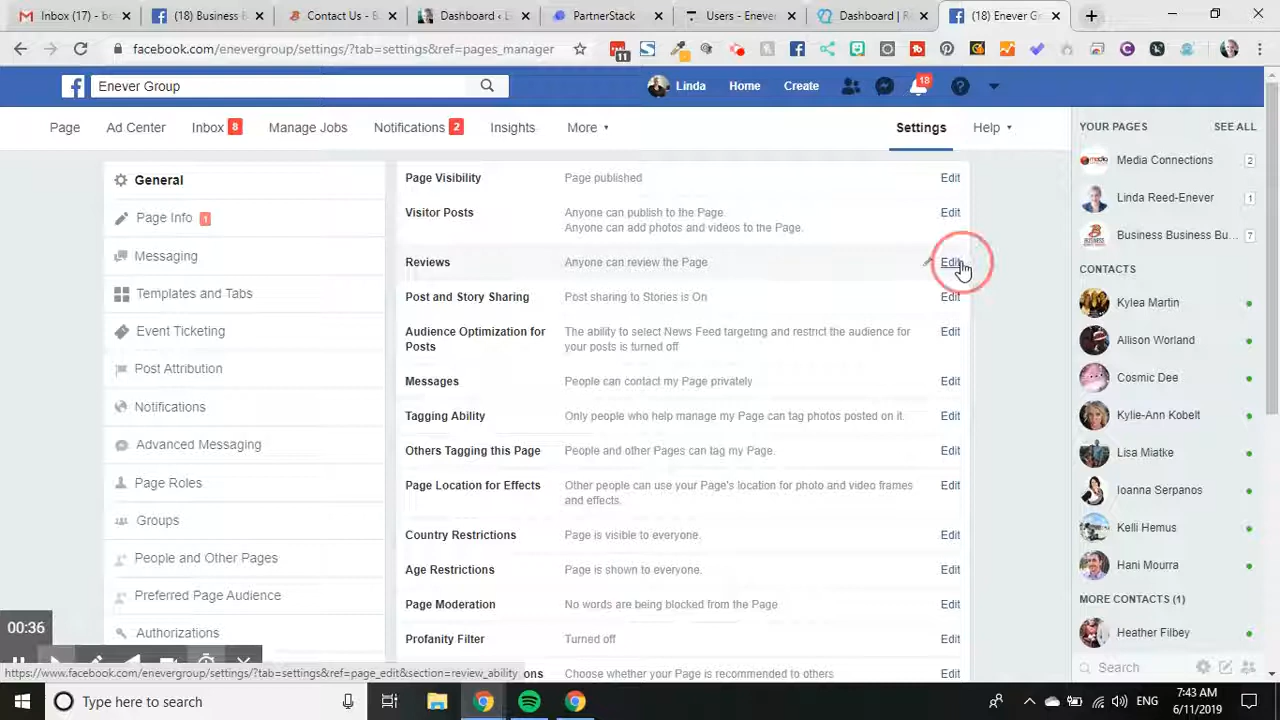 Inbox (17) - med
(18) Business B
Contact Us - B
Dashboard ‹ E
PartnerStack
Users - Enever
Dashboard | R
(18) Enever Gr
facebook.com/enevergroup/settings/?tab=settings&ref=pages_manager
11
Enever Group
Linda
Home
Create
18
Page
Ad Center
Inbox 8
Manage Jobs
Notifications 2
Insights
More
Settings
Help
General
Page Info 1
Messaging
Templates and Tabs
Event Ticketing
Post Attribution
Notifications
Advanced Messaging
Page Roles
Groups
People and Other Pages
Preferred Page Audience
Authorizations
Page Visibility Page published Edit
Visitor Posts Anyone can publish to the Page Edit
Anyone can add photos and videos to the Page.
Reviews Anyone can review the Page Edit
Post and Story Sharing Post sharing to Stories is On Edit
Audience Optimization for The ability to select News Feed targeting and restrict the audience for Edit
Posts your posts is turned off
Messages People can contact my Page privately Edit
Tagging Ability Only people who help manage my Page can tag photos posted on it. Edit
Others Tagging this Page People and other Pages can tag my Page. Edit
Page Location for Effects Other people can use your Page's location for photo and video frames Edit
and effects.
Country Restrictions Page is visible to everyone. Edit
Age Restrictions Page is shown to everyone. Edit
Page Moderation No words are being blocked from the Page Edit
Profanity Filter Turned off Edit
ons Choose whether your Page is recommended to others Edit
YOUR PAGES SEE ALL
Media Connections 2
Linda Reed-Enever 1
Business Business Bu... 7
CONTACTS
Kylea Martin
Allison Worland
Cosmic Dee
Kylie-Ann Kobelt
Lisa Miatke
Ioanna Serpanos
Kelli Hemus
Hani Mourra
MORE CONTACTS (1)
Heather Filbey
Search
00:36
https://www.facebook.com/enevergroup/settings/?tab=settings&ref=page_edit&section=review_ability
Type here to search
ENG
7:43 AM
6/11/2019